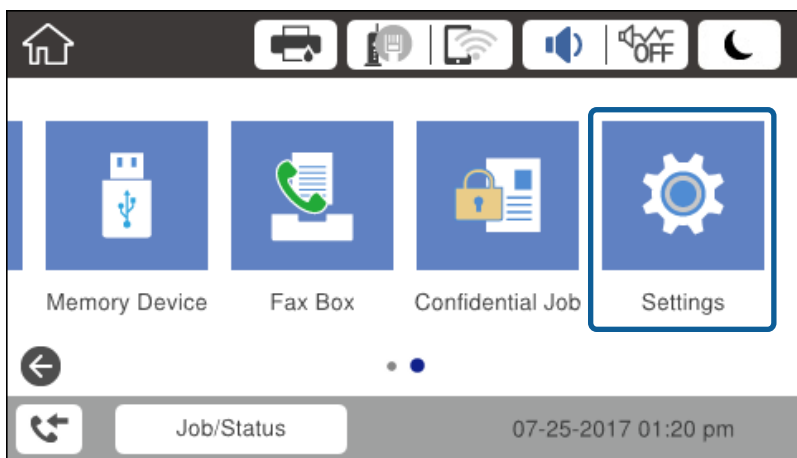 OFF
Memory Device
Fax Box
Confidential Job
Settings
Job/Status
07-25-2017 01:20 pm